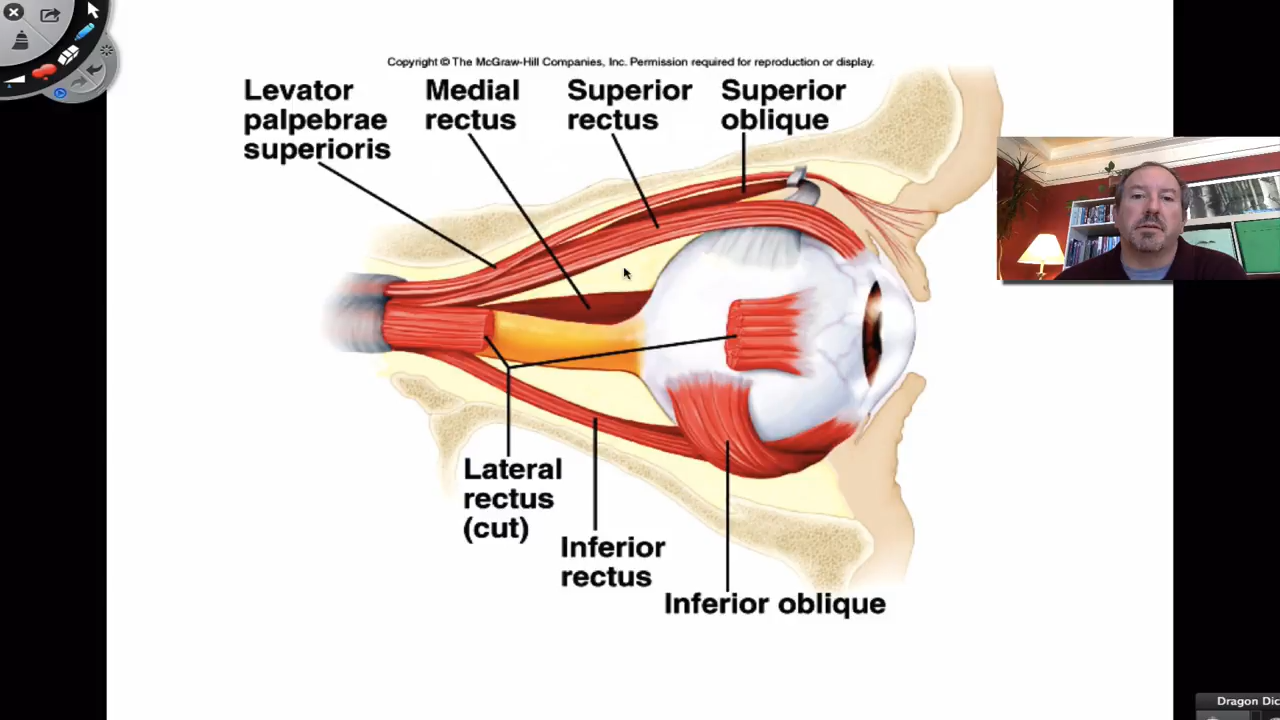 Copyright © The McGraw-Hill Companies, Inc. Permission required for reproduction or display.
Levator
palpebrae
superioris
Medial
rectus
Superior
rectus
Superior
oblique
Lateral
rectus
(cut)
Inferior
rectus
Inferior oblique
Dragon Dic